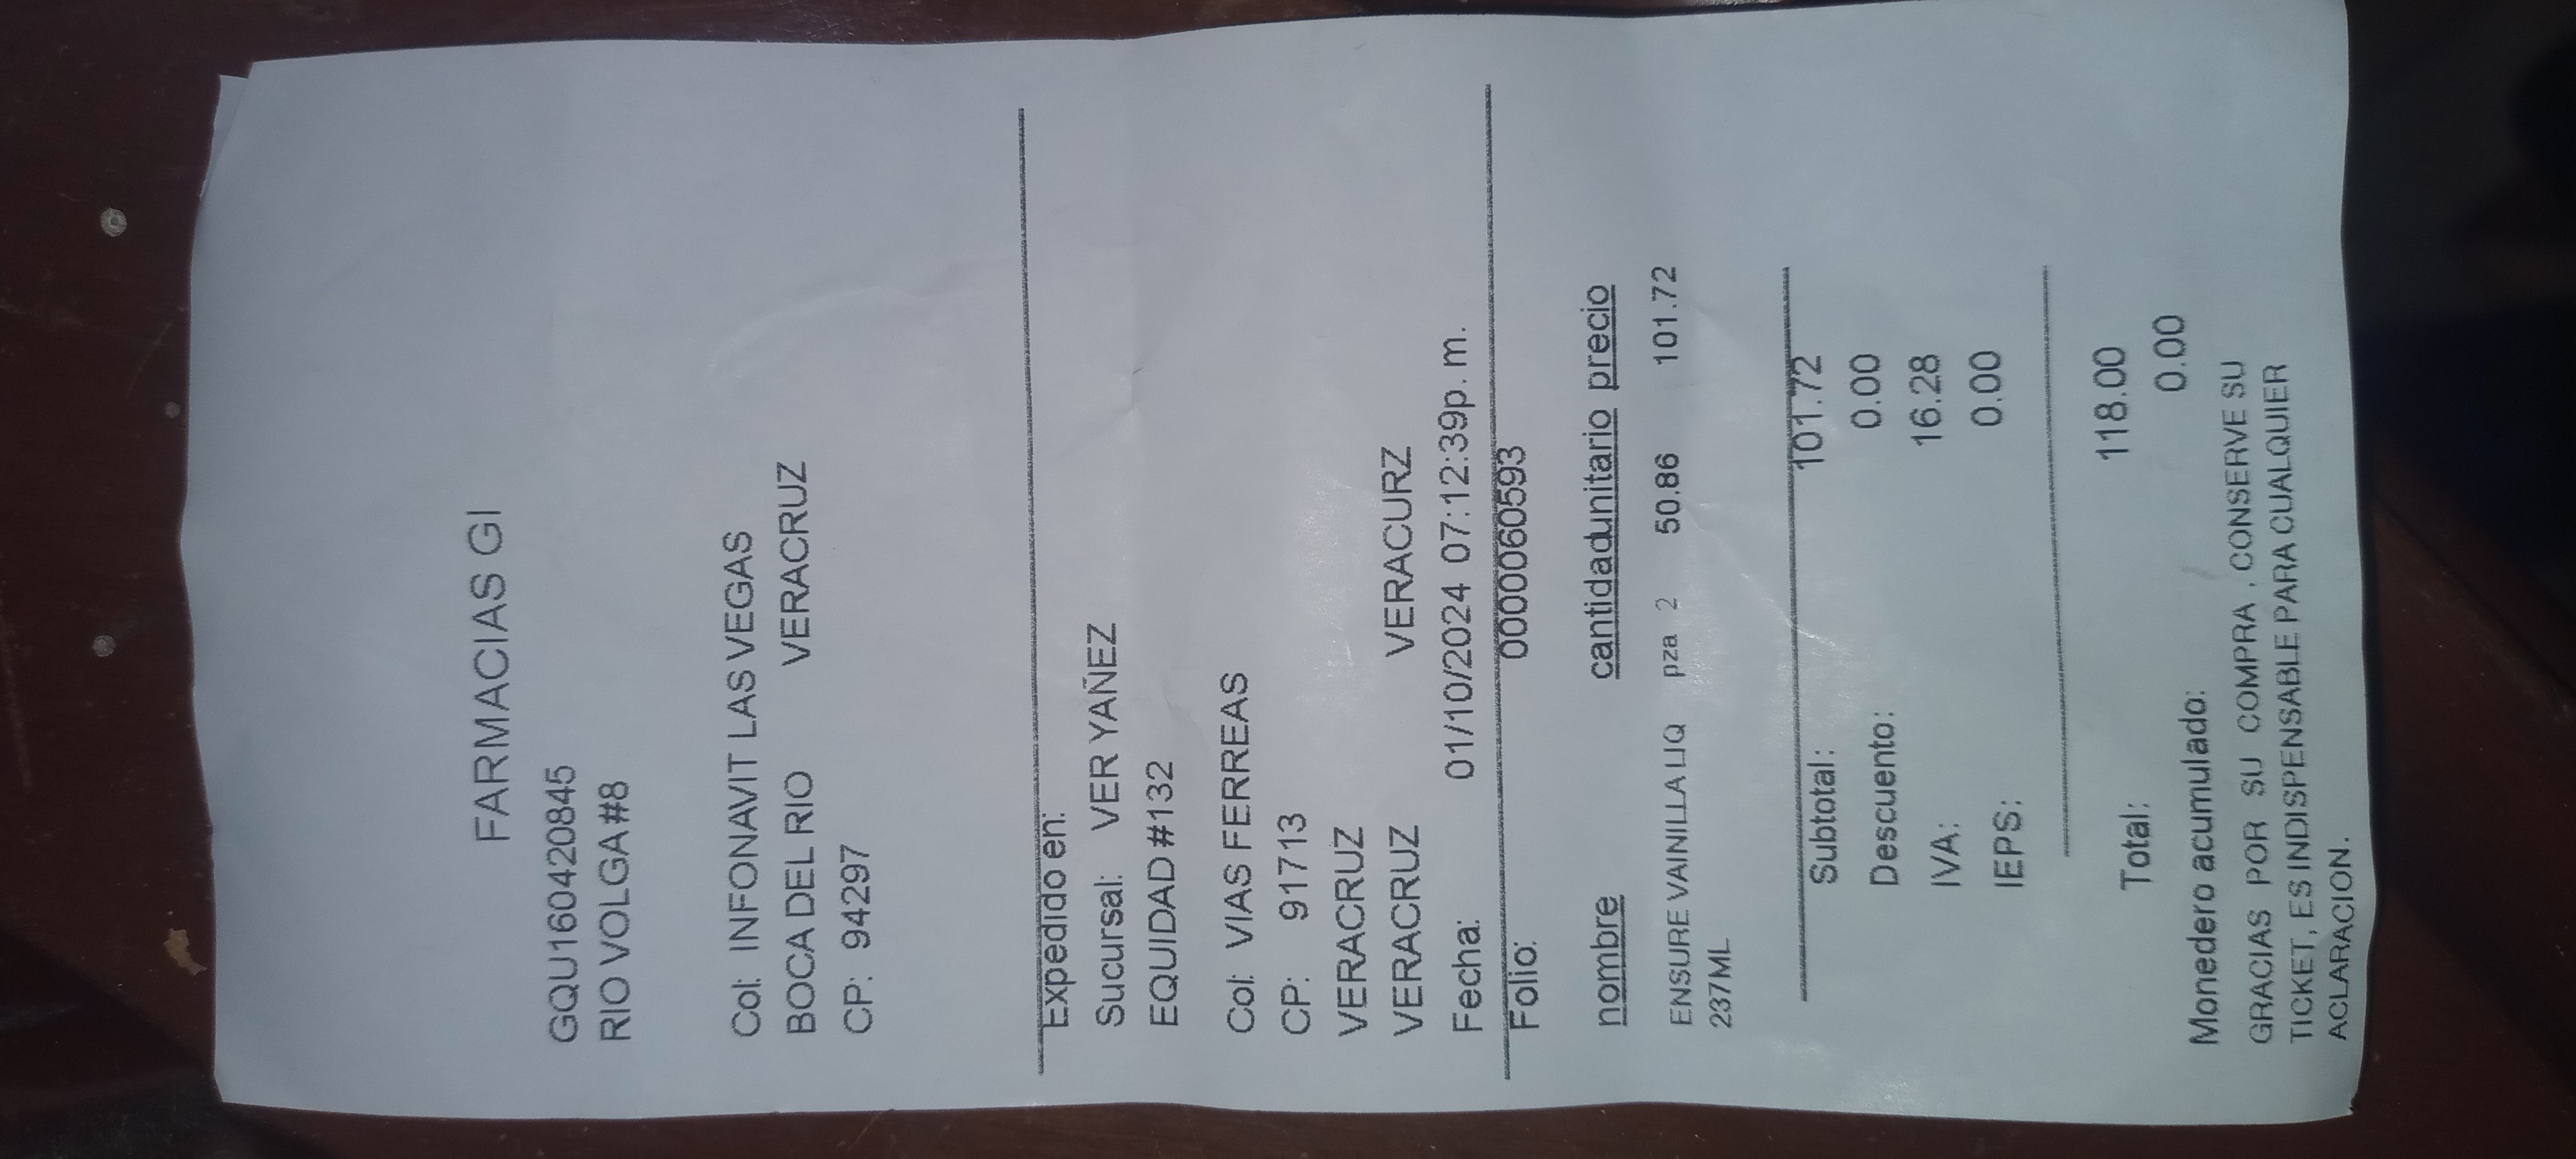 FARMACIAS GI
GQU160420845
RIO VOLGA#8
Col: INFONAVIT LAS VEGAS
BOCA DEL RIO VERACRUZ
CP: 94297
Expedido en:
Sucursal: VER YAÑEZ
EQUIDAD #132
Col: VIAS FERREAS
CP: 91713
VERACRUZ
VERACRUZ VERACURZ
Fecha: 01/10/2024 07:12:39p. m.
Folio: 0000060593
nombre cantidadunitario precio
ENSURE VAINILLA LIQ pza 2 50.86 101.72
237ML
Subtotal: 101.72
Descuento: 0.00
IVA: 16.28
IEPS: 0.00
Total: 118.00
Monedero acumulado: 0.00
GRACIAS POR SU COMPRA , CONSERVE SU
TICKET, ES INDISPENSABLE PARA CUALQUIER
ACLARACION.